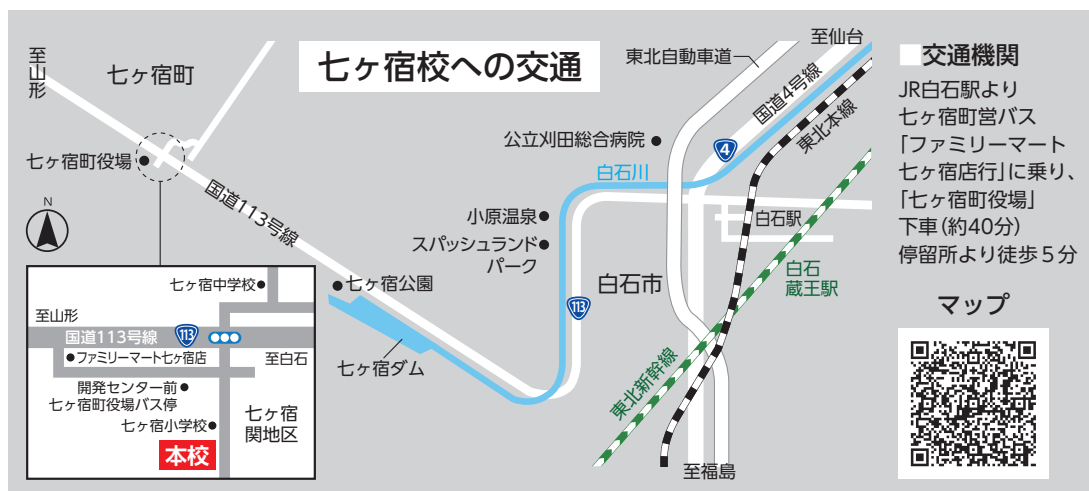 七ヶ宿校への交通
至山形
七ヶ宿町
七ヶ宿町役場
国道113号線
N
七ヶ宿公園
七ヶ宿ダム
小原温泉
スパッシュランド
パーク
公立刈田総合病院
白石川
東北自動車道
至仙台
国道4号線
4
東北本線
白石駅
白石市
113
白石
蔵王駅
東北新幹線
至福島
七ヶ宿中学校
至山形
国道113号線
113
ファミリーマート七ヶ宿店
至白石
開発センター前
七ヶ宿町役場バス停
七ヶ宿小学校
七ヶ宿
関地区
本校
■交通機関
JR白石駅より
七ヶ宿町営バス
「ファミリーマート
七ヶ宿店行」に乗り、
「七ヶ宿町役場」
下車(約40分)
停留所より徒歩5分
マップ